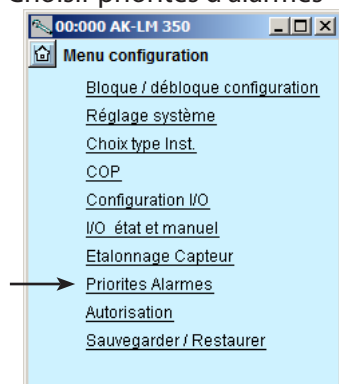 Choisir priorités d'alarmes
00:000 AK-LM 350
Menu configuration
Bloque / débloque configuration
Réglage système
Choix type Inst.
COP
Configuration I/O
I/O état et manuel
Etalonnage Capteur
Priorites Alarmes
Autorisation
Sauvegarder / Restaurer